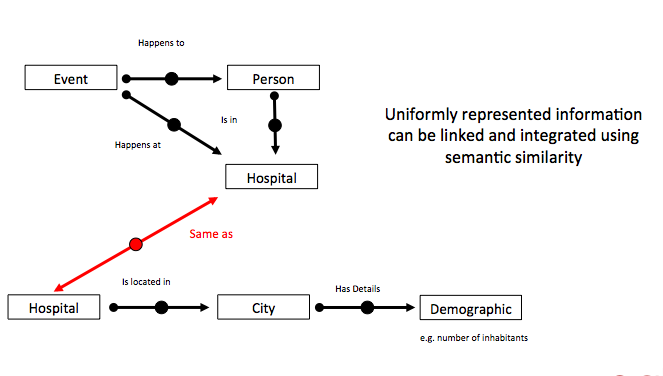 Happens to
Event
Person
Is in
Happens at
Uniformly represented information
can be linked and integrated using
semantic similarity
Hospital
Same as
Is located in
Has Details
Hospital
City
Demographic
e.g. number of inhabitants